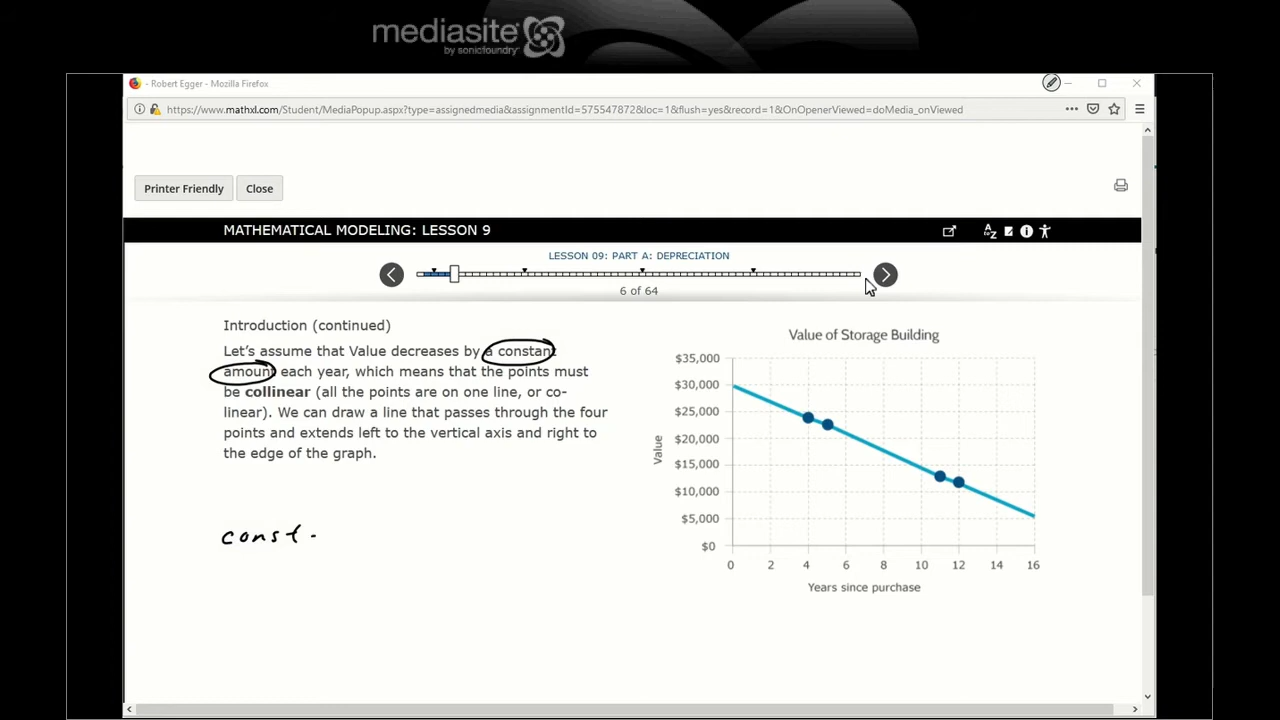 mediasite
by sonicfoundry
- Robert Egger - Mozilla Firefox
https://www.mathxl.com/Student/MediaPopup.aspx?type=assignedmedia&assignmentId=575547872&loc=1&flush=yes&record=1&OnOpenerViewed=doMedia_onViewed
Printer Friendly
Close
MATHEMATICAL MODELING: LESSON 9
A-Z
LESSON 09: PART A: DEPRECIATION
6 of 64
Introduction (continued)
Let's assume that Value decreases by a constant
amount each year, which means that the points must
be collinear (all the points are on one line, or co-
linear). We can draw a line that passes through the four
points and extends left to the vertical axis and right to
the edge of the graph.
const.
Value of Storage Building
$35,000
$30,000
$25,000
$20,000
$15,000
$10,000
$5,000
$0
Value
0 2 4 6 8 10 12 14 16
Years since purchase